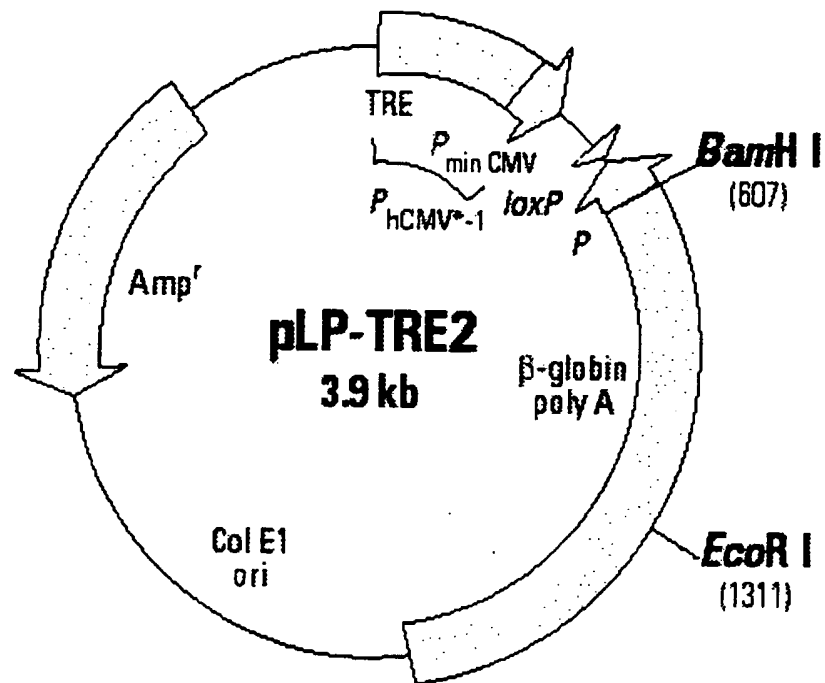 TRE
P min CMV
P hCMV*-1
loxP
P
BamH I
(607)
Amp^r
pLP-TRE2
3.9 kb
β-globin
poly A
Col E1
ori
EcoR I
(1311)